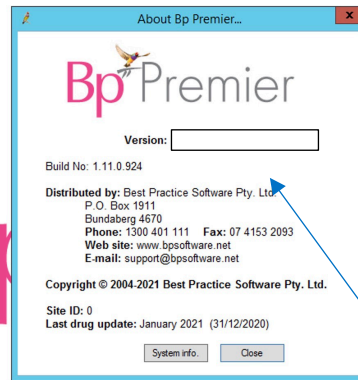 About Bp Premier...
x
Bp Premier
Version:
Build No: 1.11.0.924
Distributed by: Best Practice Software Pty. Ltd.
P.O. Box 1911
Bundaberg 4670
Phone: 1300 401 111 Fax: 07 4153 2093
Web site: www.bpsoftware.net
E-mail: support@bpsoftware.net
Copyright © 2004-2021 Best Practice Software Pty. Ltd.
Site ID: 0
Last drug update: January 2021 (31/12/2020)
System info. Close